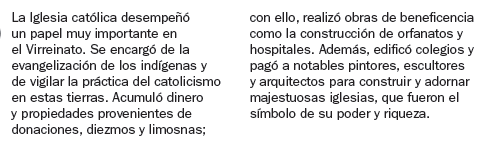 La Iglesia católica desempeñó
un papel muy importante en
el Virreinato. Se encargó de la
evangelización de los indígenas y
de vigilar la práctica del catolicismo
en estas tierras. Acumuló dinero
y propiedades provenientes de
donaciones, diezmos y limosnas;
con ello, realizó obras de beneficencia
como la construcción de orfanatos y
hospitales. Además, edificó colegios y
pagó a notables pintores, escultores
y arquitectos para construir y adornar
majestuosas iglesias, que fueron el
símbolo de su poder y riqueza.